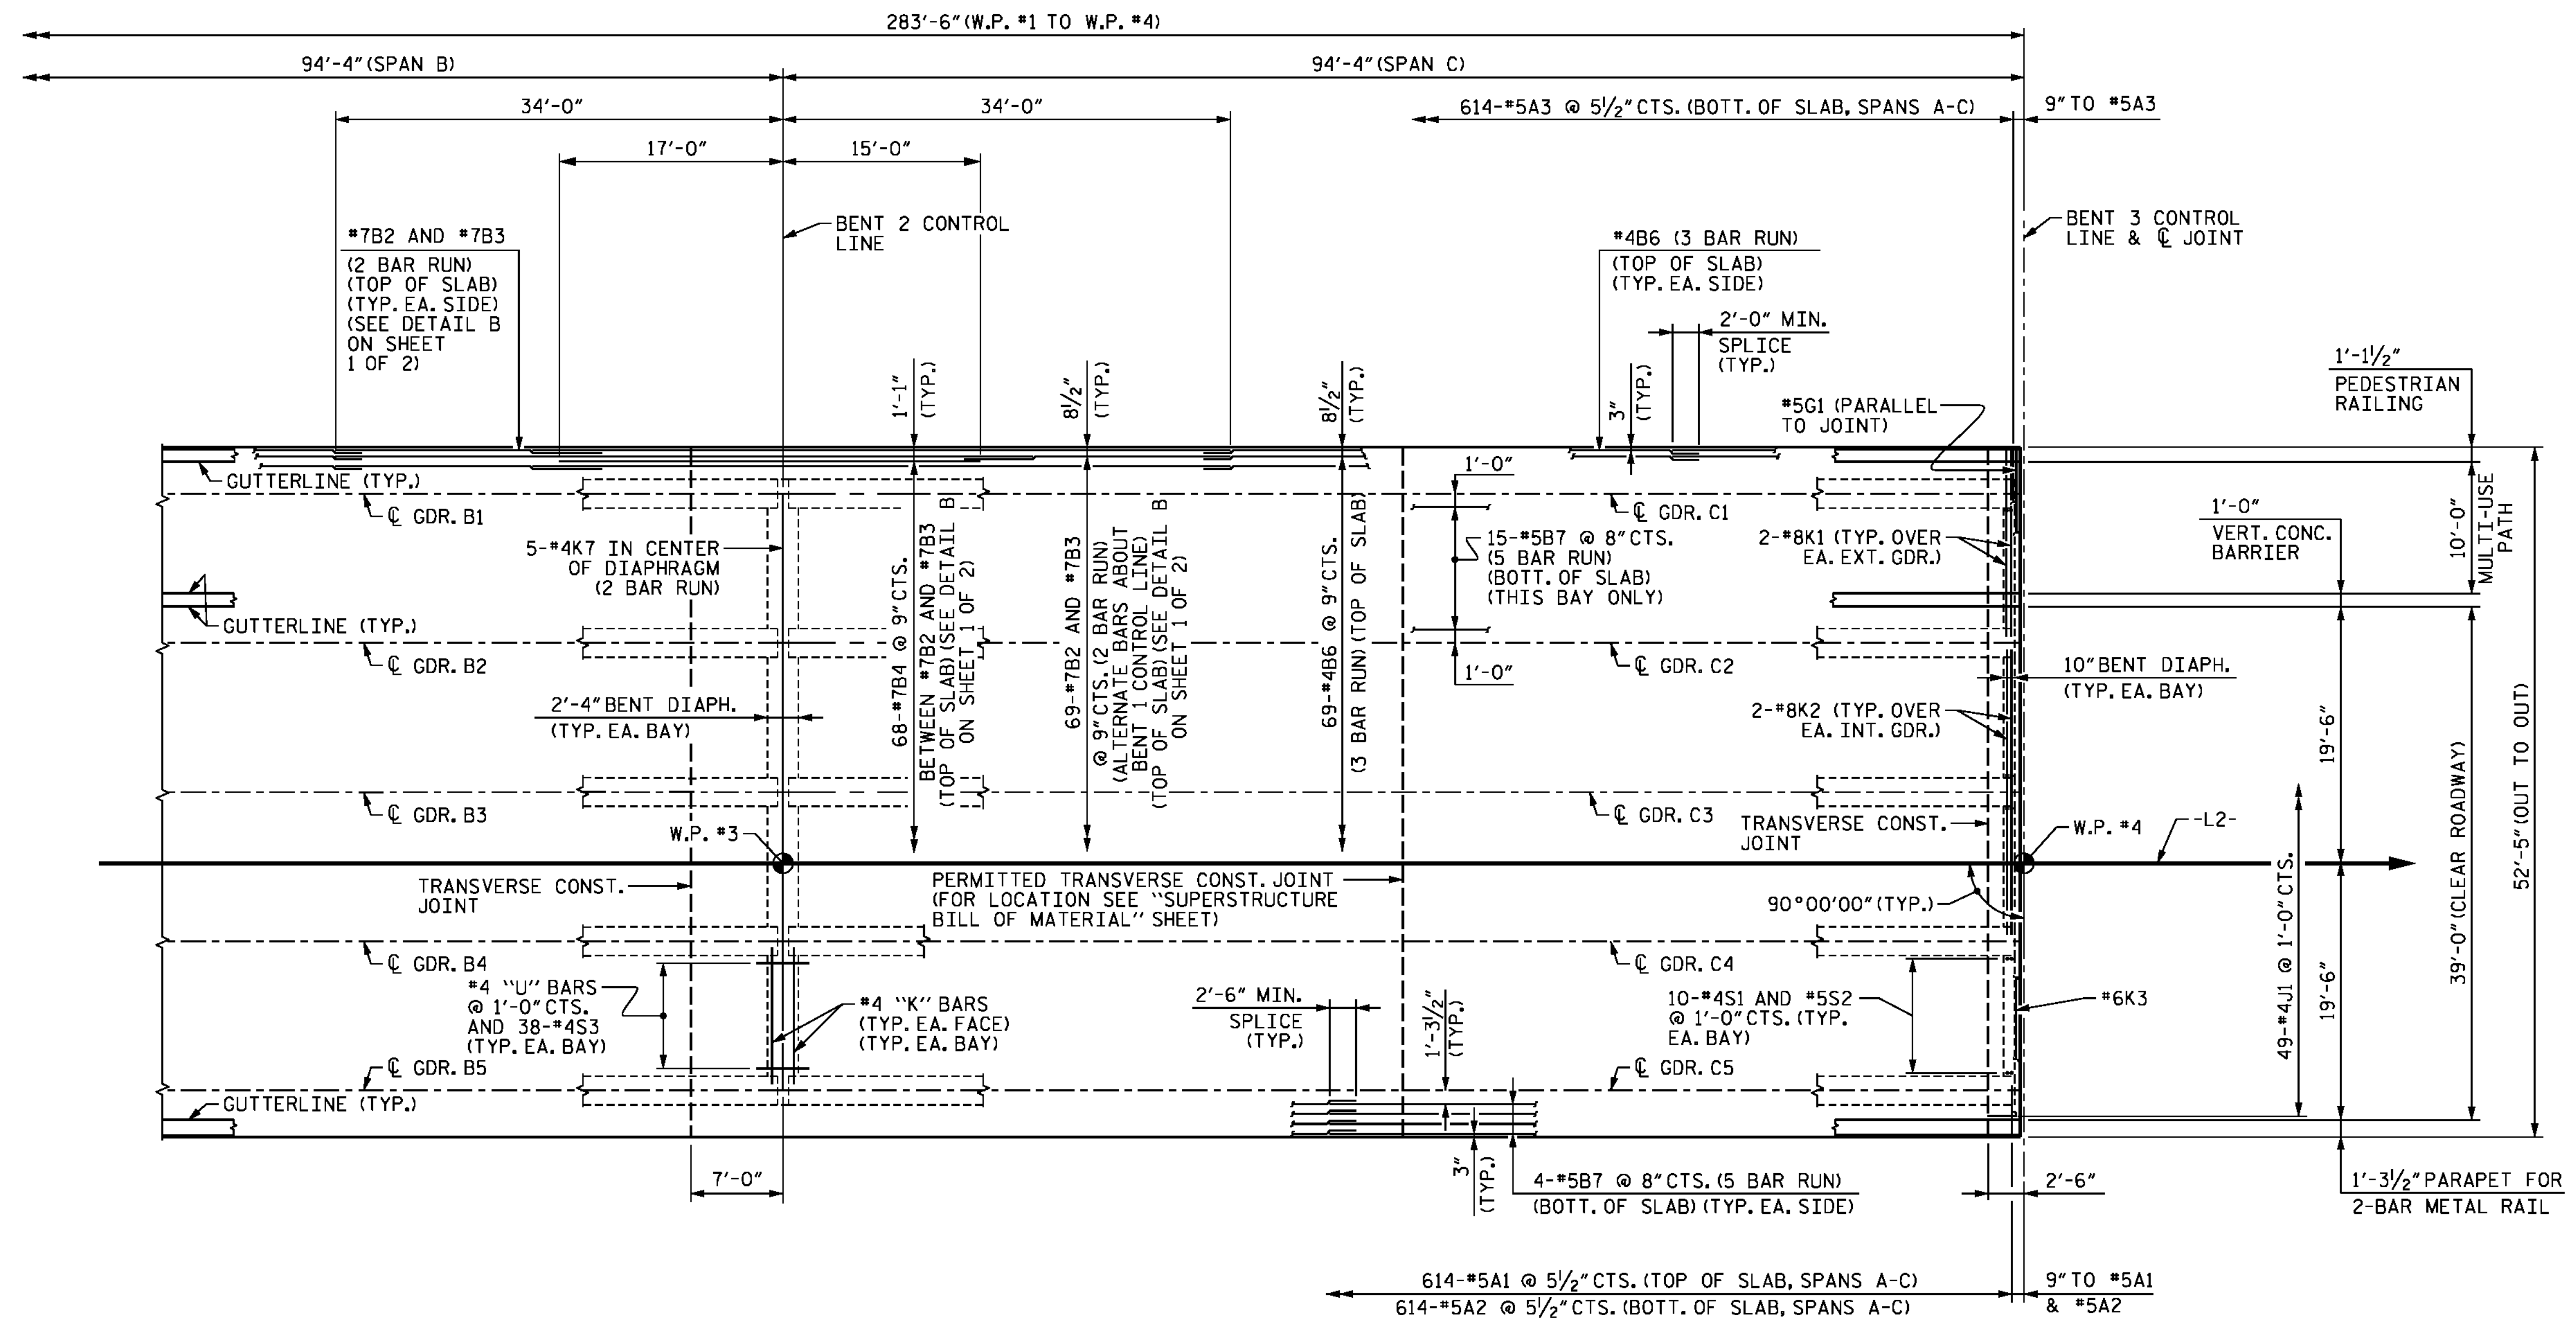 283'-6" (W.P. #1 TO W.P. #4)
94'-4" (SPAN B)
94'-4" (SPAN C)
34'-0"
34'-0"
614-#5A3 @ 5 1/2" CTS. (BOTT. OF SLAB, SPANS A-C)
9" TO #5A3
17'-0"
15'-0"
BENT 2 CONTROL
LINE
#7B2 AND #7B3
(2 BAR RUN)
(TOP OF SLAB)
(TYP. EA. SIDE)
(SEE DETAIL B
ON SHEET
1 OF 2)
#4B6 (3 BAR RUN)
(TOP OF SLAB)
(TYP. EA. SIDE)
BENT 3 CONTROL
LINE & ℄ JOINT
2'-0" MIN.
SPLICE
(TYP.)
1'-1"
(TYP.)
8 1/2"
(TYP.)
8 1/2"
(TYP.)
3"
(TYP.)
#5G1 (PARALLEL
TO JOINT)
1'-1 1/2"
PEDESTRIAN
RAILING
GUTTERLINE (TYP.)
℄ GDR. B1
1'-0"
℄ GDR. C1
5-#4K7 IN CENTER
OF DIAPHRAGM
(2 BAR RUN)
68-#7B4 @ 9" CTS.
BETWEEN #7B2 AND #7B3
(TOP OF SLAB) (SEE DETAIL B
ON SHEET 1 OF 2)
69-#7B2 AND #7B3
@ 9" CTS. (2 BAR RUN)
(ALTERNATE BARS ABOUT
BENT 1 CONTROL LINE)
(TOP OF SLAB) (SEE DETAIL B
ON SHEET 1 OF 2)
69-#4B6 @ 9" CTS.
(3 BAR RUN) (TOP OF SLAB)
15-#5B7 @ 8" CTS.
(5 BAR RUN)
(BOTT. OF SLAB)
(THIS BAY ONLY)
2-#8K1 (TYP. OVER
EA. EXT. GDR.)
1'-0"
VERT. CONC.
BARRIER
10'-0"
MULTI-USE
PATH
GUTTERLINE (TYP.)
℄ GDR. B2
℄ GDR. C2
1'-0"
10" BENT DIAPH.
(TYP. EA. BAY)
2'-4" BENT DIAPH.
(TYP. EA. BAY)
2-#8K2 (TYP. OVER
EA. INT. GDR.)
19'-6"
39'-0" (CLEAR ROADWAY)
52'-5" (OUT TO OUT)
℄ GDR. B3
℄ GDR. C3
W.P. #3
TRANSVERSE CONST.
JOINT
W.P. #4
-L2-
TRANSVERSE CONST.
JOINT
PERMITTED TRANSVERSE CONST. JOINT
(FOR LOCATION SEE "SUPERSTRUCTURE
BILL OF MATERIAL" SHEET)
90°00'00" (TYP.)
49-#4J1 @ 1'-0" CTS.
19'-6"
℄ GDR. B4
℄ GDR. C4
#4 "U" BARS
@ 1'-0" CTS.
AND 38-#4S3
(TYP. EA. BAY)
#4 "K" BARS
(TYP. EA. FACE)
(TYP. EA. BAY)
2'-6" MIN.
SPLICE
(TYP.)
1'-3 1/2"
(TYP.)
10-#4S1 AND #5S2
@ 1'-0" CTS. (TYP.
EA. BAY)
#6K3
℄ GDR. B5
℄ GDR. C5
GUTTERLINE (TYP.)
7'-0"
3"
(TYP.)
4-#5B7 @ 8" CTS. (5 BAR RUN)
(BOTT. OF SLAB) (TYP. EA. SIDE)
2'-6"
1'-3 1/2" PARAPET FOR
2-BAR METAL RAIL
614-#5A1 @ 5 1/2" CTS. (TOP OF SLAB, SPANS A-C)
614-#5A2 @ 5 1/2" CTS. (BOTT. OF SLAB, SPANS A-C)
9" TO #5A1
& #5A2